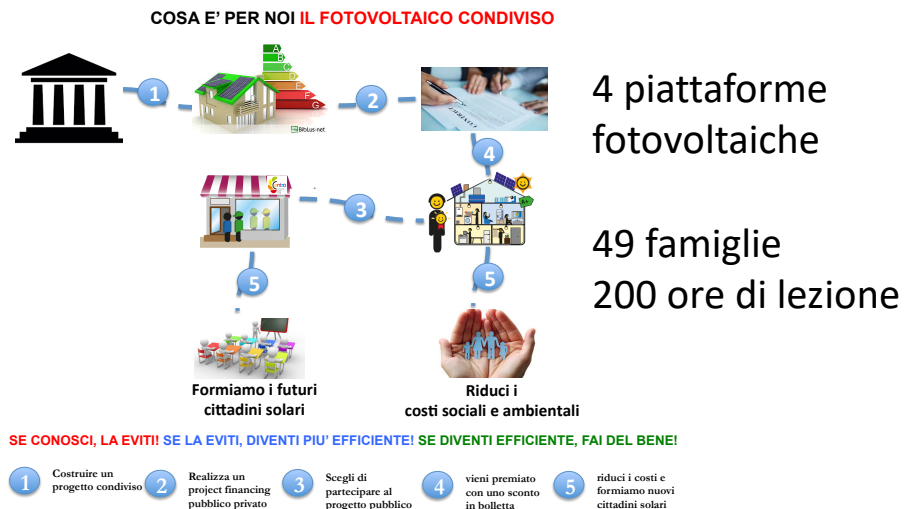 COSA E' PER NOI IL FOTOVOLTAICO CONDIVISO
A
B
C
D
E
F
G
BibLus-net
1
2
CONTRACT
4 piattaforme
fotovoltaiche
4
3
A+
49 famiglie
200 ore di lezione
5
5
Formiamo i futuri
cittadini solari
Riduci i
costi sociali e ambientali
SE CONOSCI, LA EVITI! SE LA EVITI, DIVENTI PIU' EFFICIENTE! SE DIVENTI EFFICIENTE, FAI DEL BENE!
1
Costruire un
progetto condiviso
2
Realizza un
project financing
pubblico privato
3
Scegli di
partecipare al
progetto pubblico
4
vieni premiato
con uno sconto
in bolletta
5
riduci i costi e
formiamo nuovi
cittadini solari